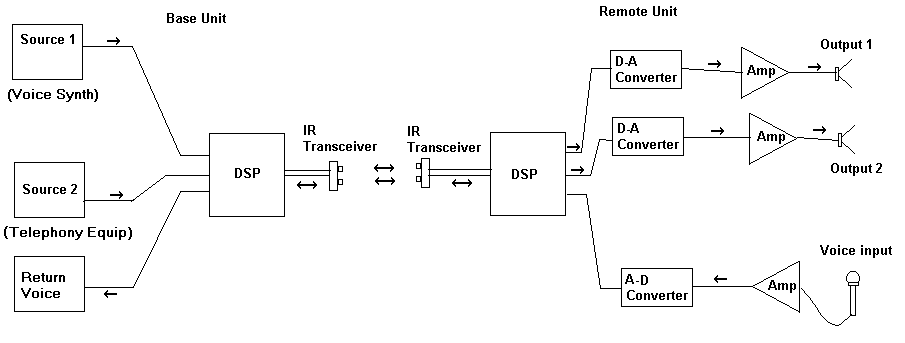 Base Unit
Remote Unit
Source 1
(Voice Synth)
Source 2
(Telephony Equip)
Return
Voice
DSP
IR
Transceiver
IR
Transceiver
DSP
D-A
Converter
Amp
Output 1
D-A
Converter
Amp
Output 2
A-D
Converter
Amp
Voice input